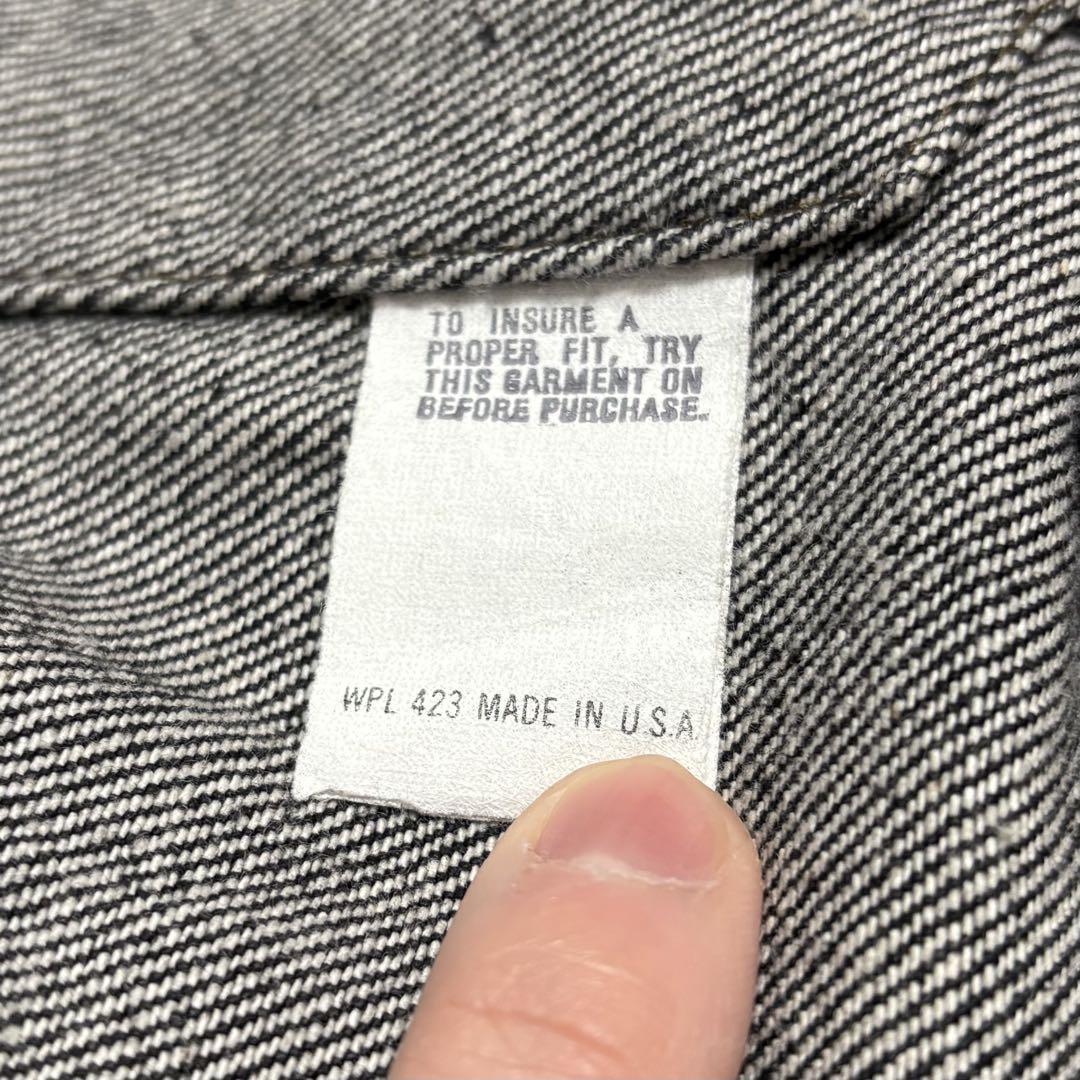 TO INSURE A
PROPER FIT, TRY
THIS GARMENT ON
BEFORE PURCHASE.
WPL 423 MADE IN U.S.A.